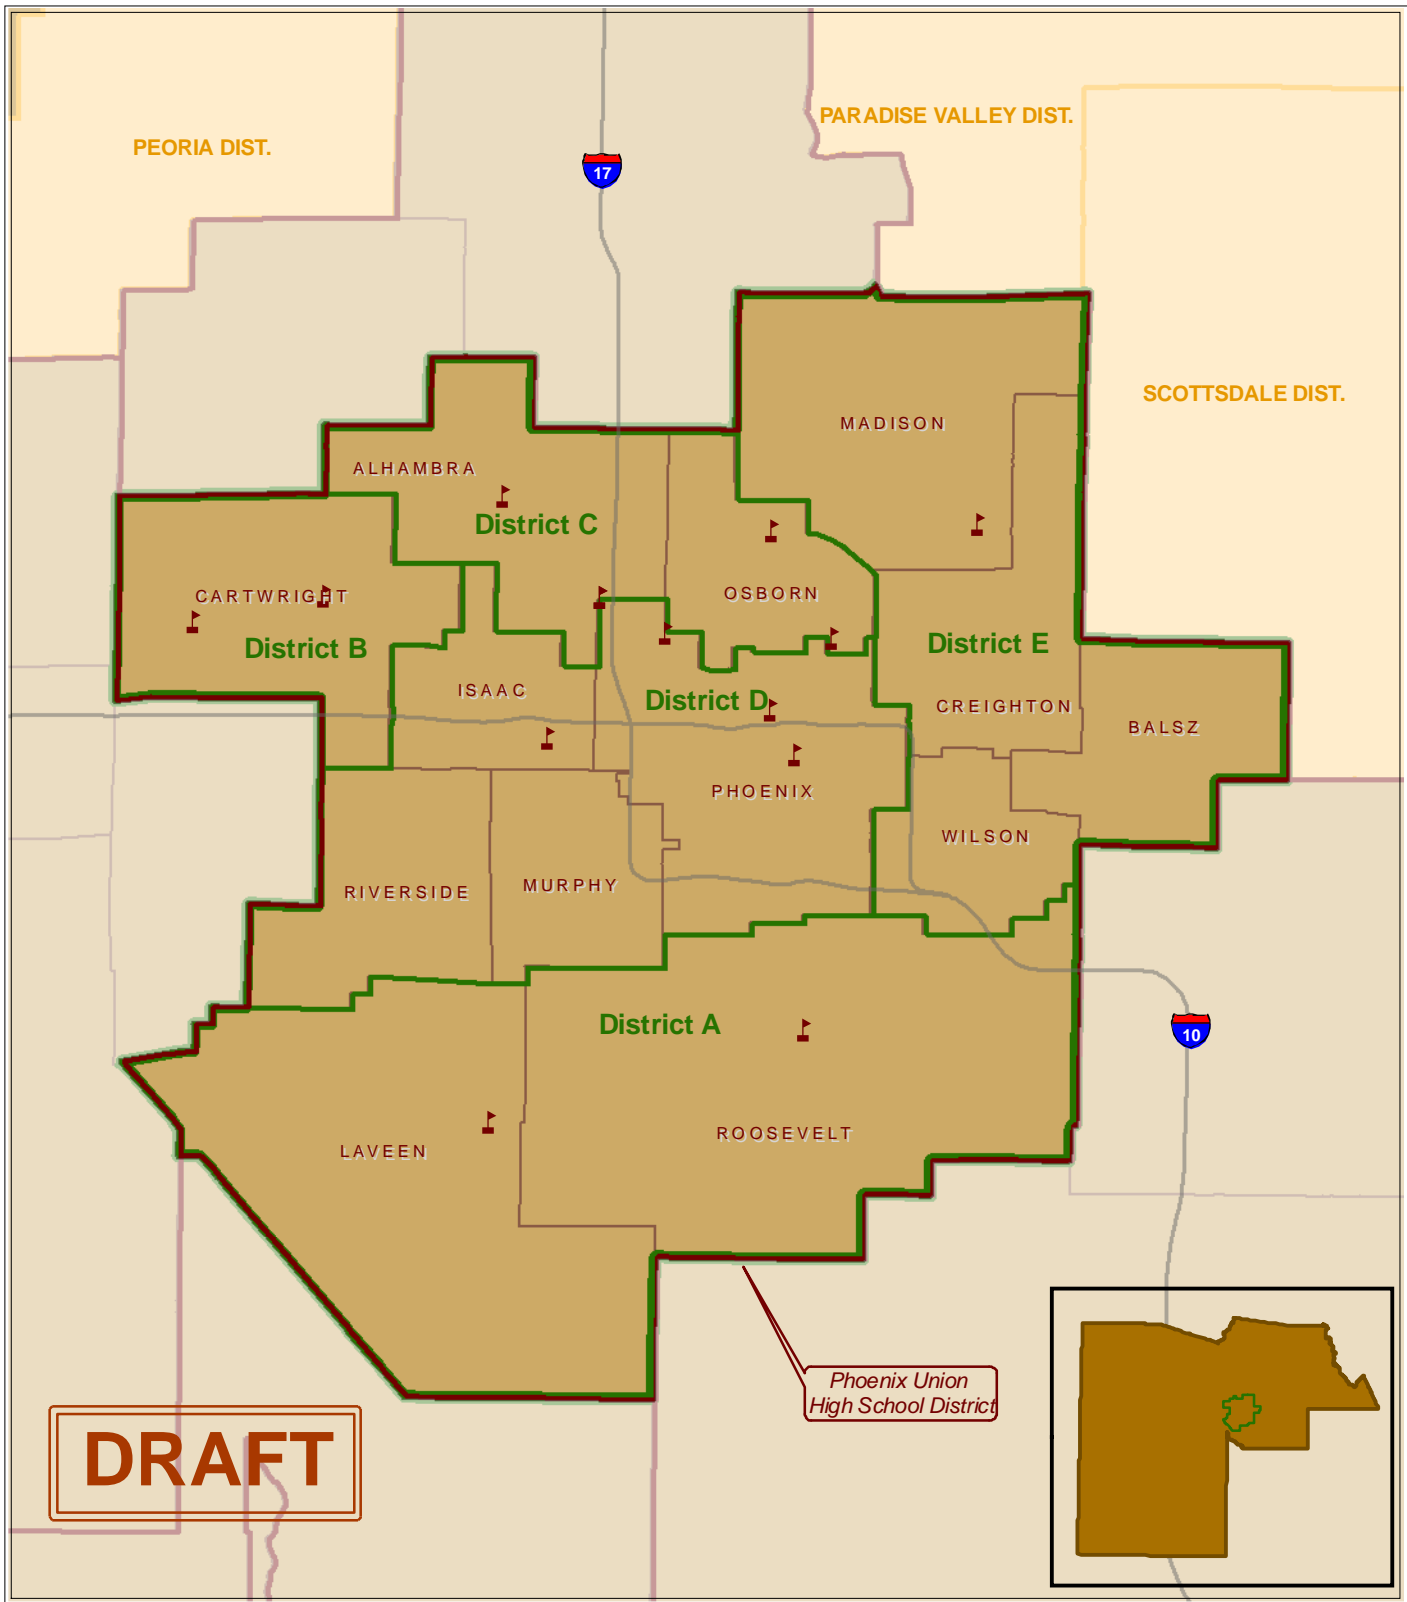 PARADISE VALLEY DIST.
PEORIA DIST.
17
SCOTTSDALE DIST.
MADISON
ALHAMBRA
District C
OSBORN
CARTWRIGHT
District E
District B
ISAAC
District D
CREIGHTON
BALSZ
PHOENIX
WILSON
MURPHY
RIVERSIDE
District A
10
ROOSEVELT
LAVEEN
Phoenix Union
High School District
DRAFT